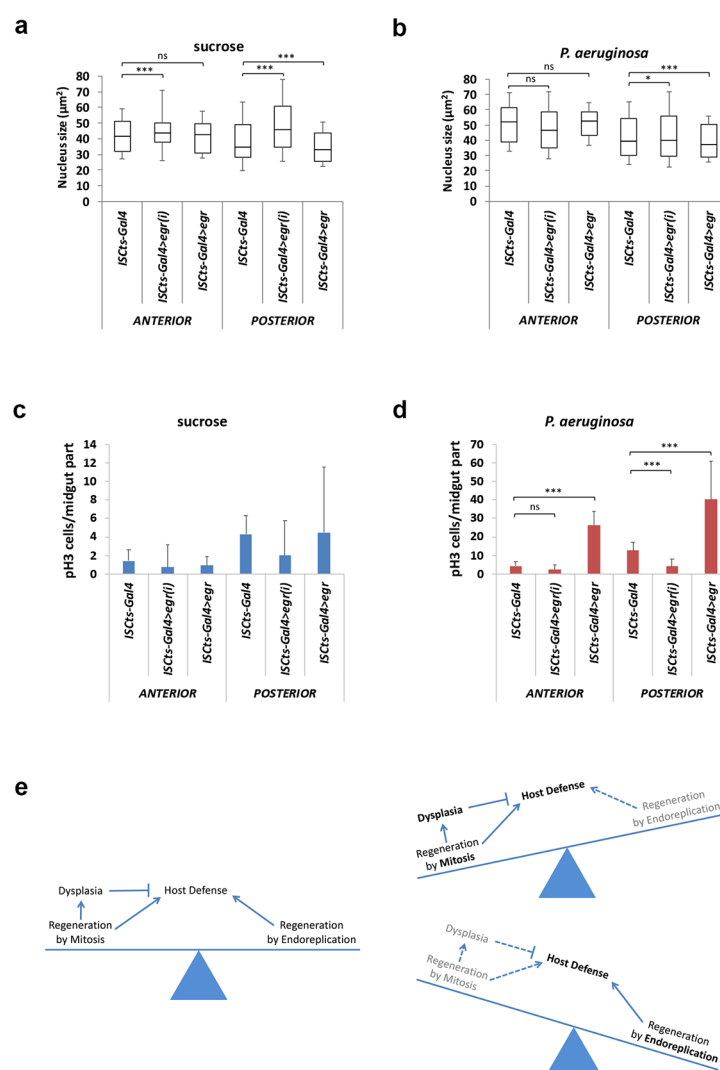 a
sucrose
ns
***
***
***
Nucleus size (µm²)
80
70
60
50
40
30
20
10
0
ISCts-Gal4
ISCts-Gal4>egr(i)
ISCts-Gal4>egr
ISCts-Gal4
ISCts-Gal4>egr(i)
ISCts-Gal4>egr
ANTERIOR
POSTERIOR
b
P. aeruginosa
ns
ns
***
*
Nucleus size (µm²)
80
70
60
50
40
30
20
10
0
ISCts-Gal4
ISCts-Gal4>egr(i)
ISCts-Gal4>egr
ISCts-Gal4
ISCts-Gal4>egr(i)
ISCts-Gal4>egr
ANTERIOR
POSTERIOR
c
sucrose
pH3 cells/midgut part
14
12
10
8
6
4
2
0
ISCts-Gal4
ISCts-Gal4>egr(i)
ISCts-Gal4>egr
ISCts-Gal4
ISCts-Gal4>egr(i)
ISCts-Gal4>egr
ANTERIOR
POSTERIOR
d
P. aeruginosa
***
ns
***
***
pH3 cells/midgut part
70
60
50
40
30
20
10
0
ISCts-Gal4
ISCts-Gal4>egr(i)
ISCts-Gal4>egr
ISCts-Gal4
ISCts-Gal4>egr(i)
ISCts-Gal4>egr
ANTERIOR
POSTERIOR
e
Dysplasia
Host Defense
Regeneration
by Mitosis
Regeneration
by Endoreplication
Dysplasia
Host Defense
Regeneration
by Endoreplication
Regeneration
by Mitosis
Dysplasia
Regeneration
by Mitosis
Host Defense
Regeneration
by Endoreplication